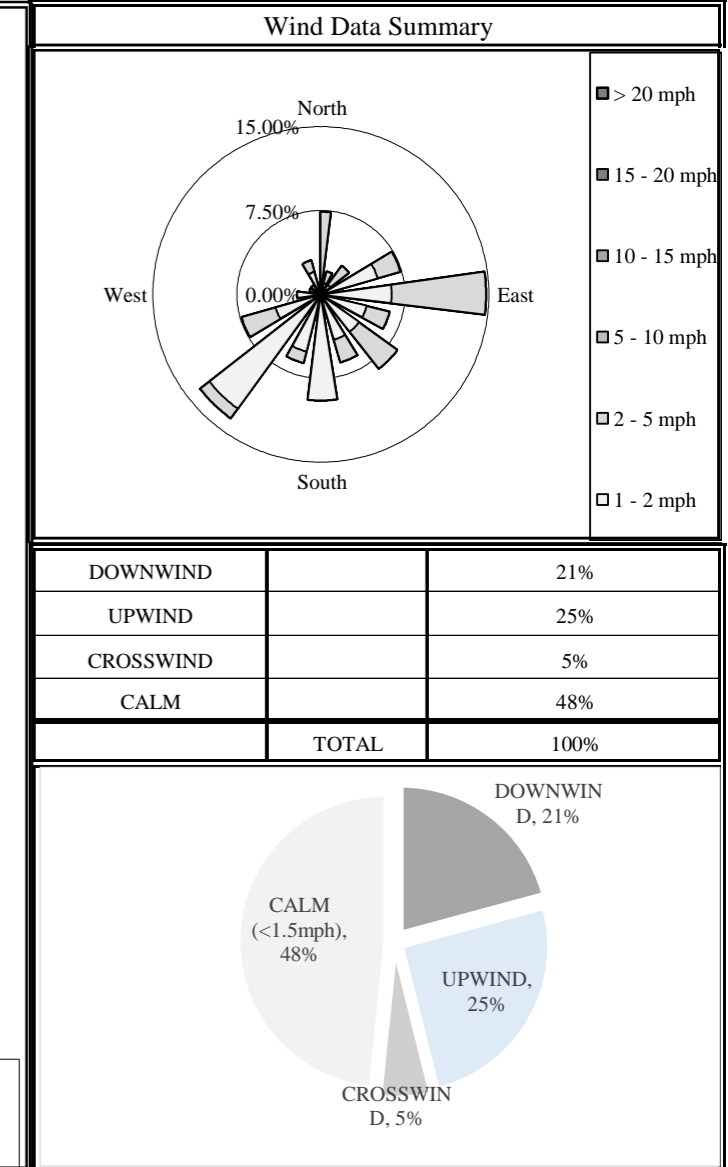 Wind Data Summary
North
15.00%
7.50%
0.00%
West
East
South
> 20 mph
15 - 20 mph
10 - 15 mph
5 - 10 mph
2 - 5 mph
1 - 2 mph
DOWNWIND 21%
UPWIND 25%
CROSSWIND 5%
CALM 48%
TOTAL 100%
DOWNWIN
D, 21%
CALM
(<1.5mph),
48%
UPWIND,
25%
CROSSWIN
D, 5%